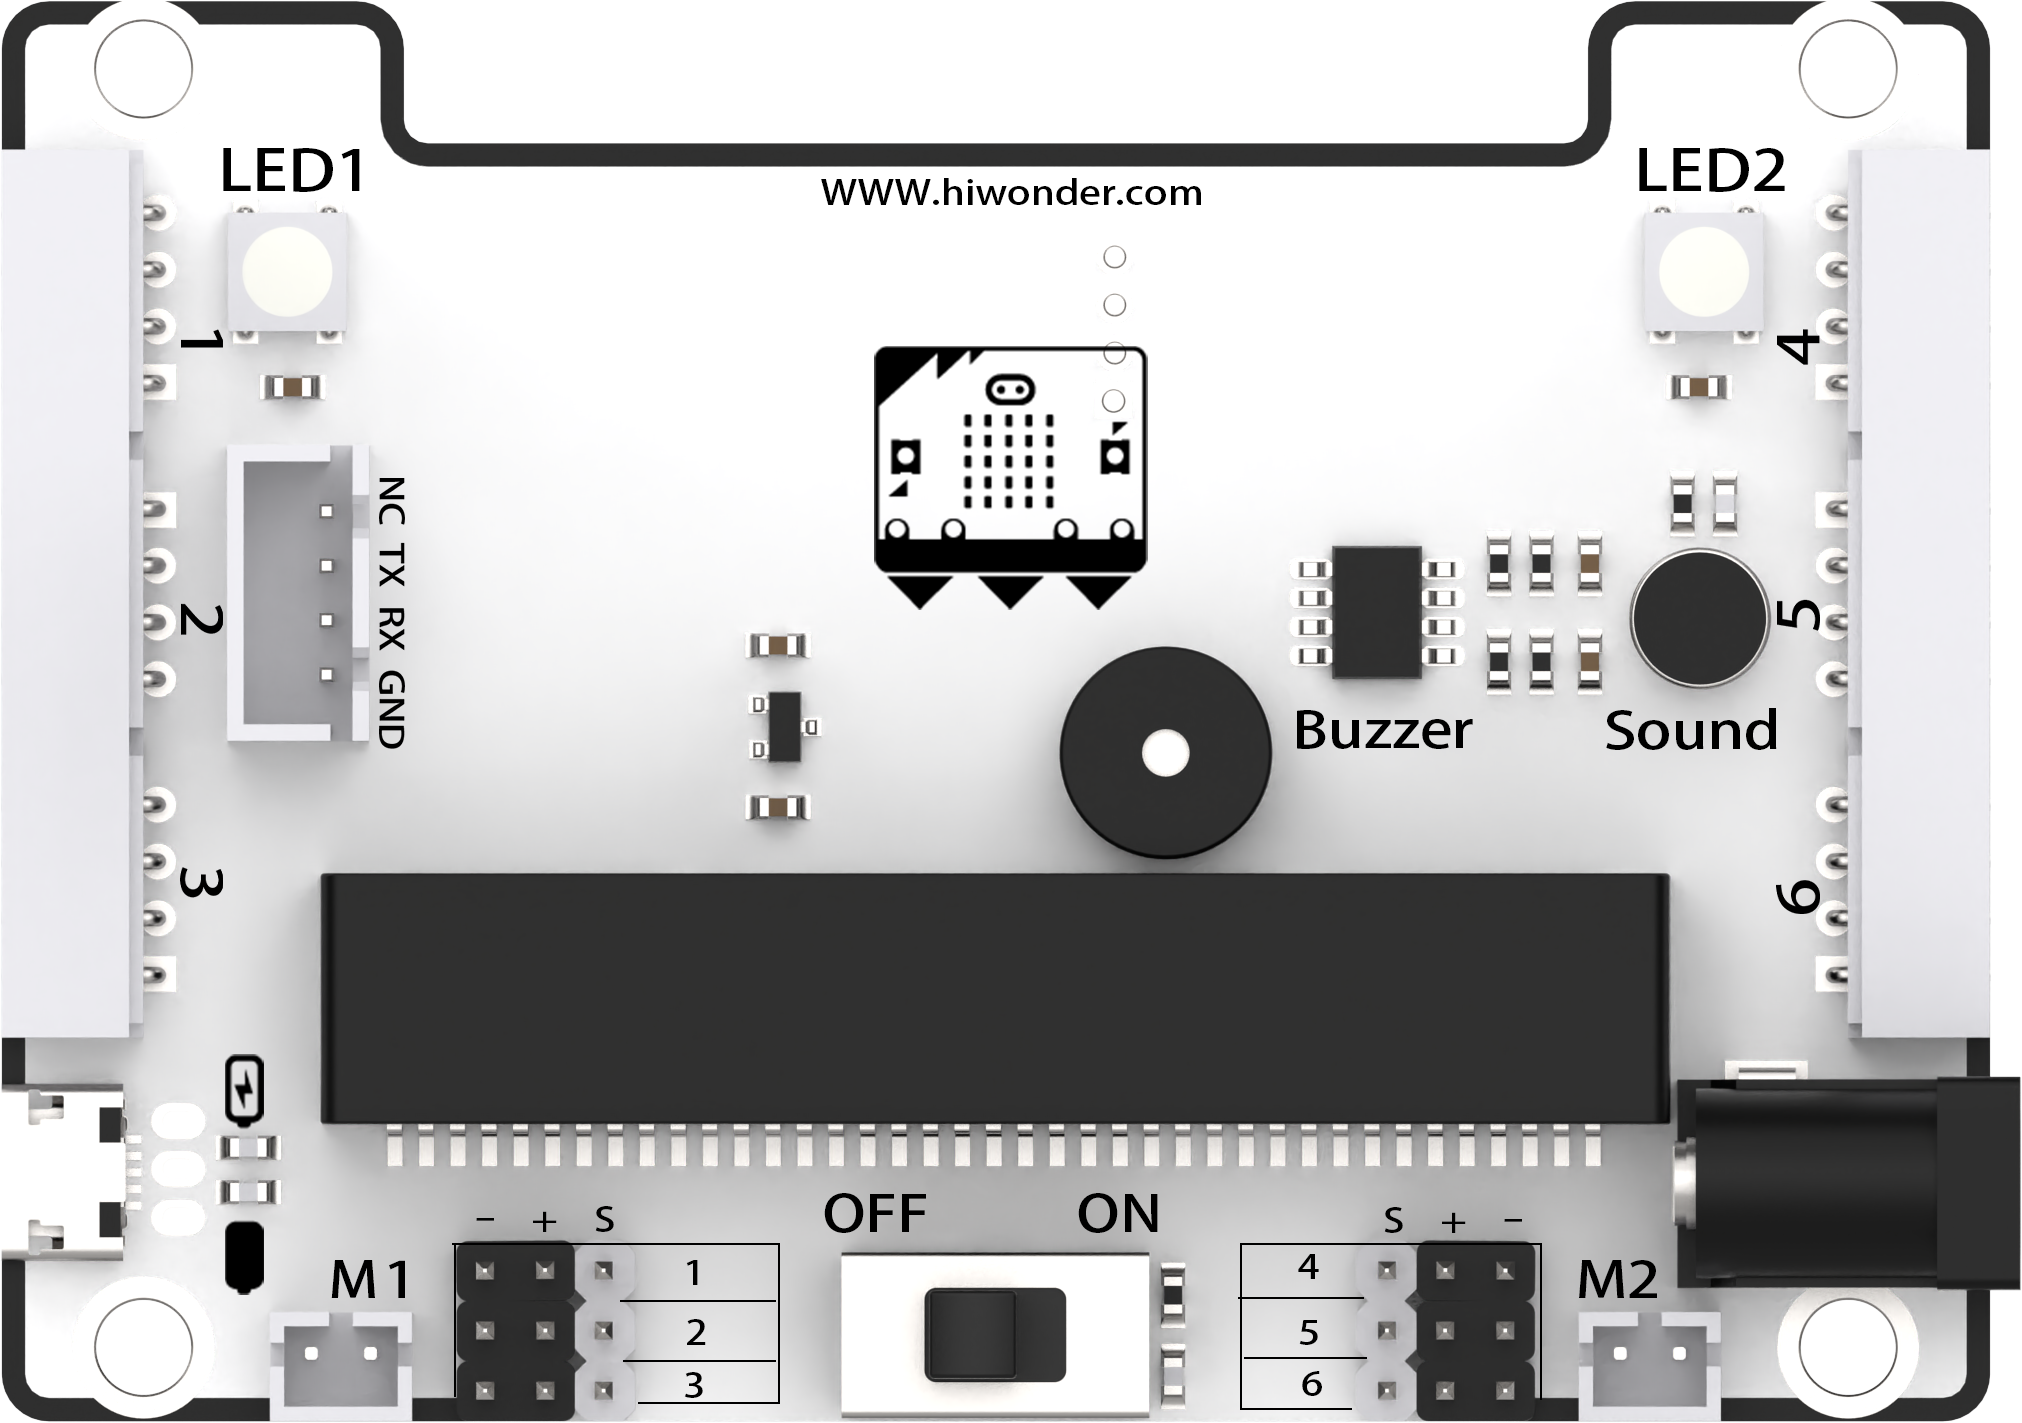 LED1
LED2
WWW.hiwonder.com
1
4
NC TX RX GND
2
5
Buzzer
Sound
3
6
OFF
ON
- + S
S + -
M1
1
2
3
4
5
6
M2